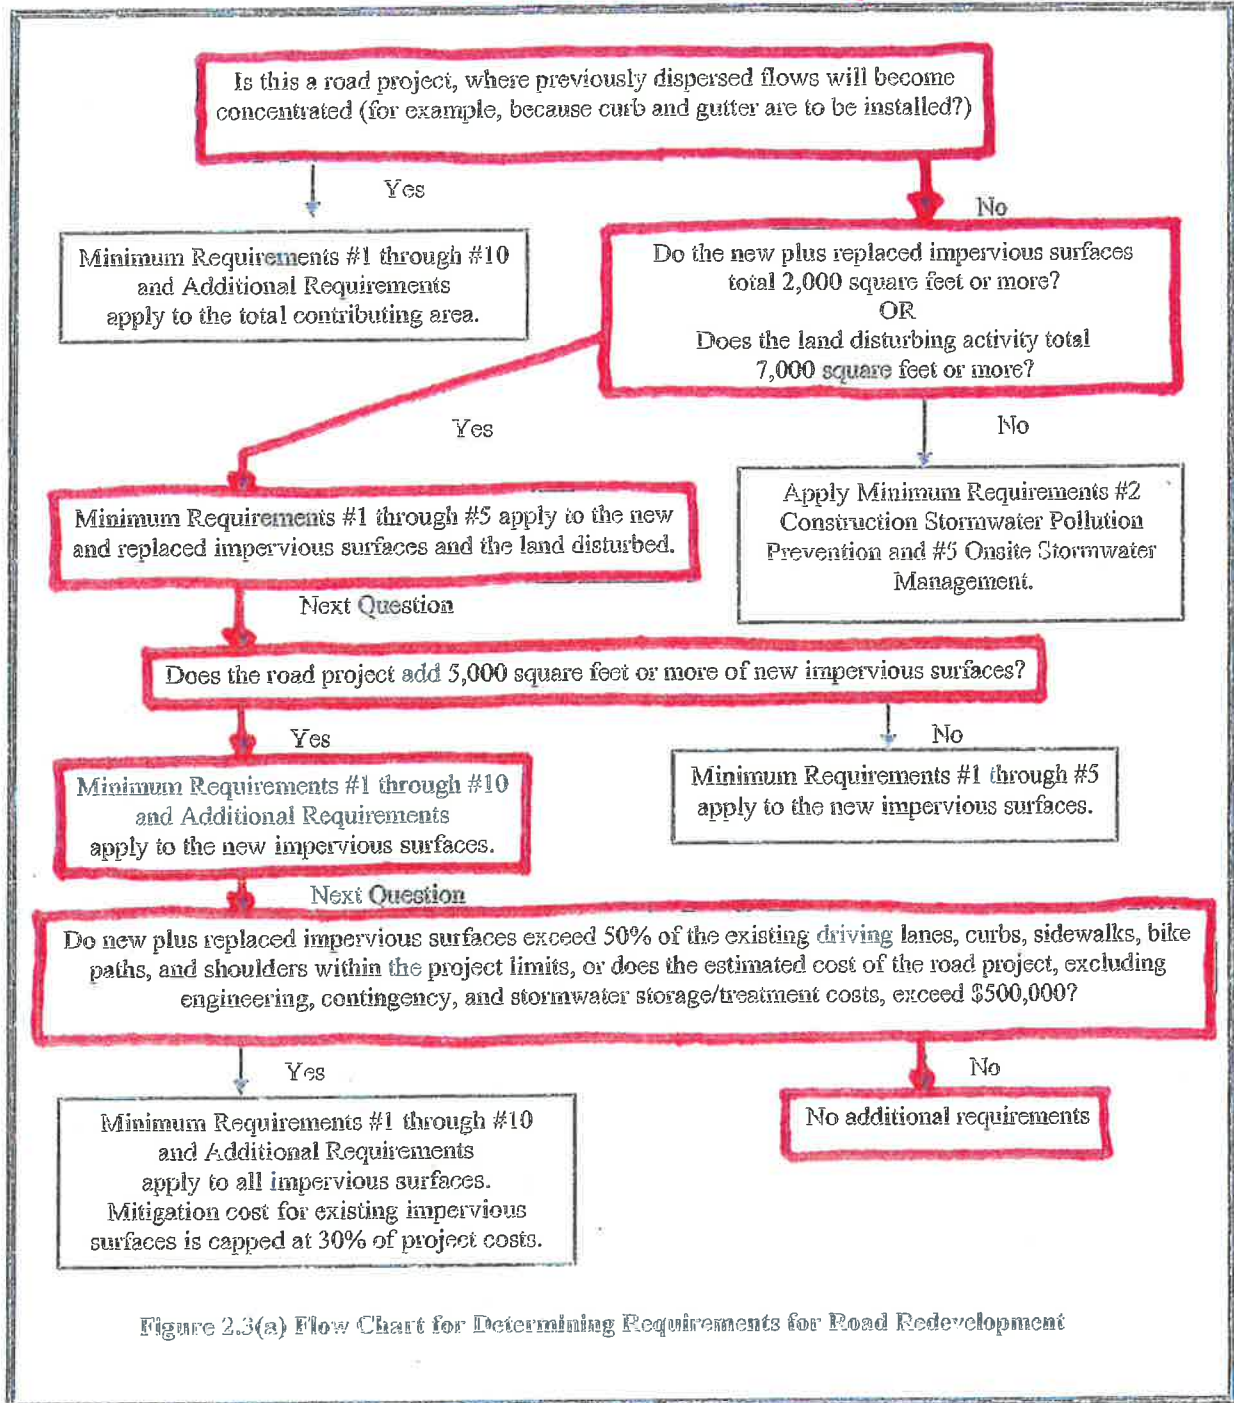 Is this a road project, where previously dispersed flows will become
concentrated (for example, because curb and gutter are to be installed?)
Yes
No
Minimum Requirements #1 through #10
and Additional Requirements
apply to the total contributing area.
Do the new plus replaced impervious surfaces
total 2,000 square feet or more?
OR
Does the land disturbing activity total
7,000 square feet or more?
Yes
No
Minimum Requirements #1 through #5 apply to the new
and replaced impervious surfaces and the land disturbed.
Apply Minimum Requirements #2
Construction Stormwater Pollution
Prevention and #5 Onsite Stormwater
Management.
Next Question
Does the road project add 5,000 square feet or more of new impervious surfaces?
Yes
No
Minimum Requirements #1 through #10
and Additional Requirements
apply to the new impervious surfaces.
Minimum Requirements #1 through #5
apply to the new impervious surfaces.
Next Question
Do new plus replaced impervious surfaces exceed 50% of the existing driving lanes, curbs, sidewalks, bike
paths, and shoulders within the project limits, or does the estimated cost of the road project, excluding
engineering, contingency, and stormwater storage/treatment costs, exceed $500,000?
Yes
No
Minimum Requirements #1 through #10
and Additional Requirements
apply to all impervious surfaces.
Mitigation cost for existing impervious
surfaces is capped at 30% of project costs.
No additional requirements
Figure 2.3(a) Flow Chart for Determining Requirements for Road Redevelopment